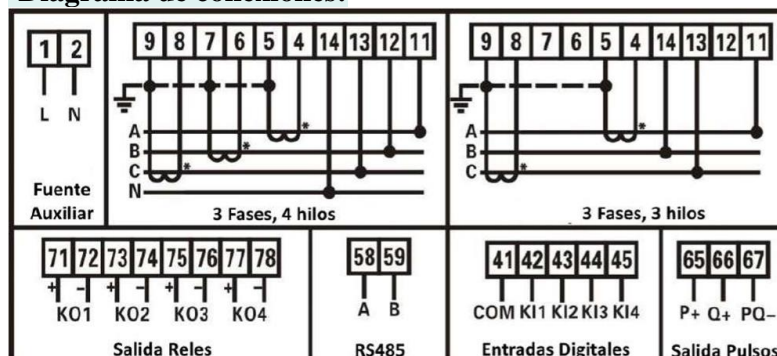 Diagrama de conexiones:
1 2
L N
Fuente
Auxiliar
9 8 7 6 5 4 14 13 12 11
* * *
A
B
C
N
3 Fases, 4 hilos
9 8 7 6 5 4 14 13 12 11
* *
A
B
C
3 Fases, 3 hilos
71 72 73 74 75 76 77 78
+ - + - + - + -
KO1 KO2 KO3 KO4
Salida Reles
58 59
A B
RS485
41 42 43 44 45
COM KI1 KI2 KI3 KI4
Entradas Digitales
65 66 67
P+ Q+ PQ-
Salida Pulsos